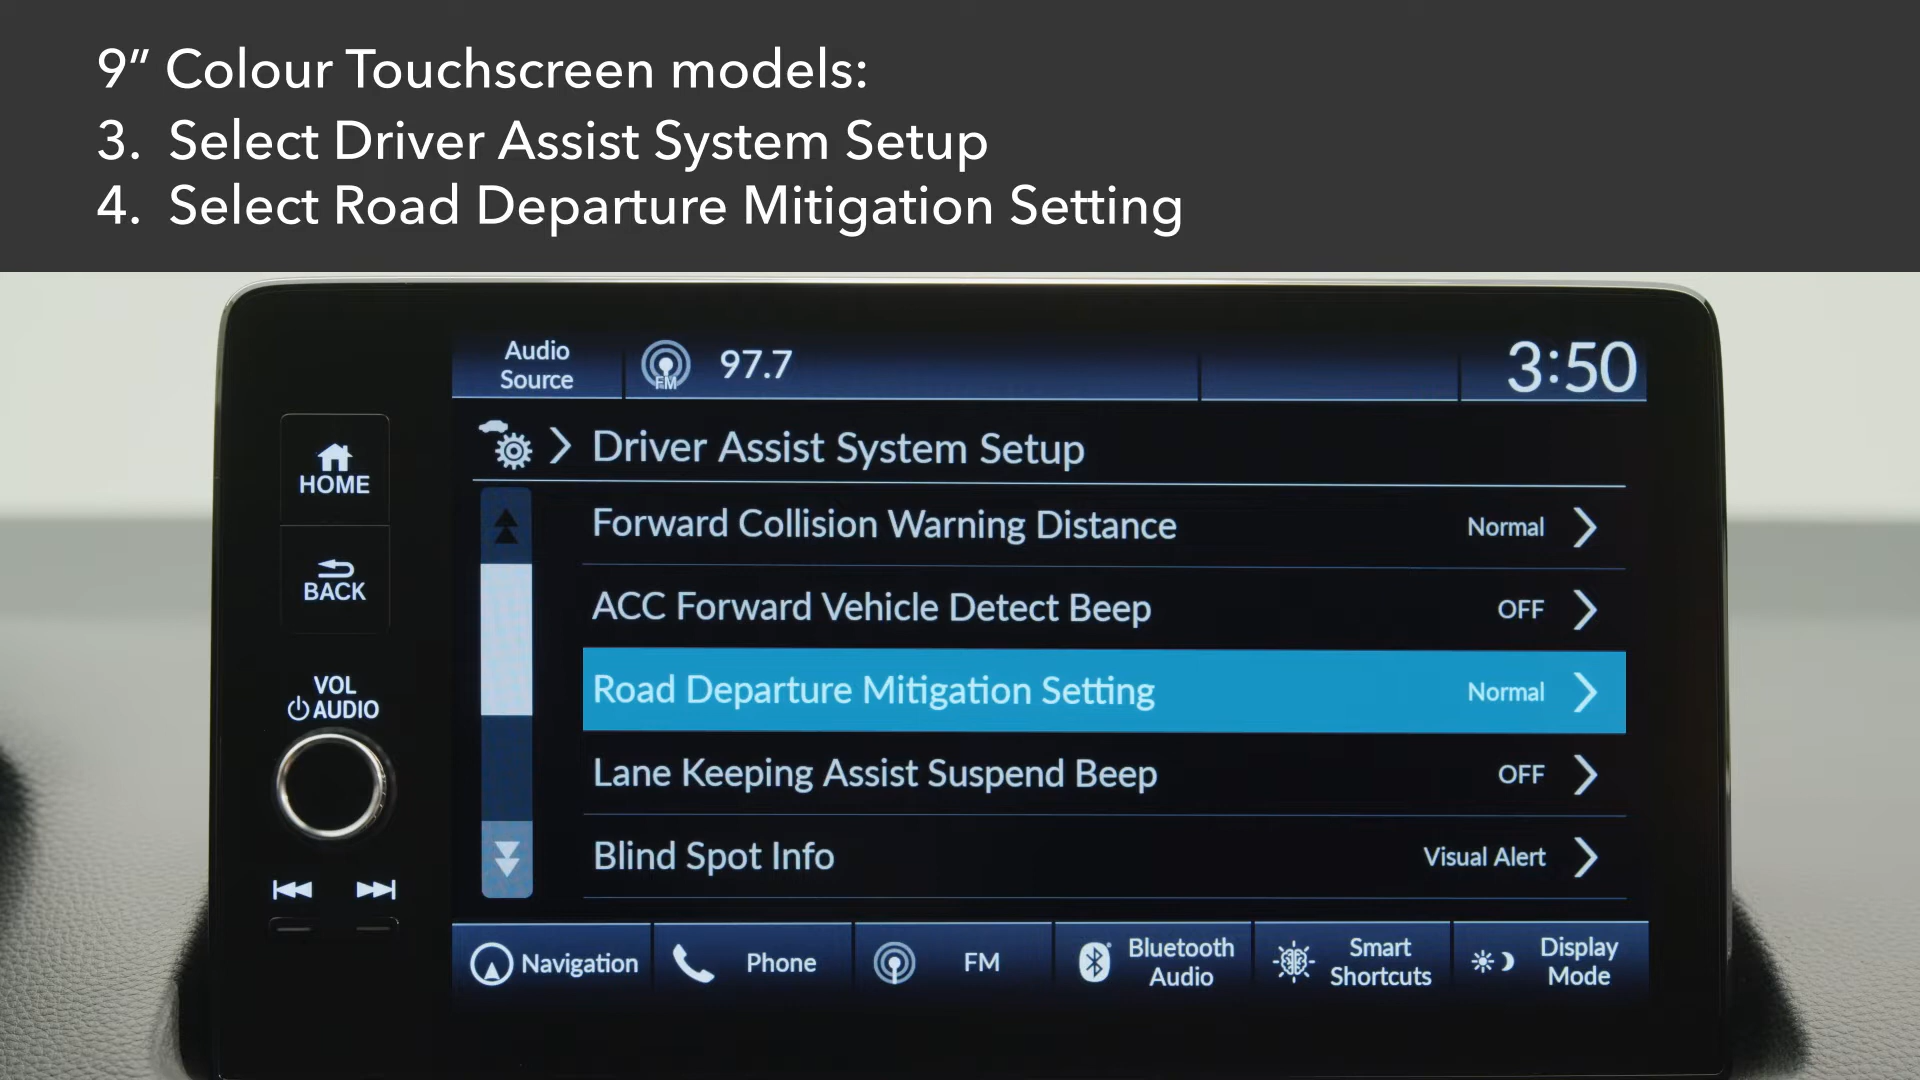 9” Colour Touchscreen models:
3. Select Driver Assist System Setup
4. Select Road Departure Mitigation Setting
Audio
Source
FM
97.7
3:50
HOME
BACK
VOL
AUDIO
Driver Assist System Setup
Forward Collision Warning Distance Normal
ACC Forward Vehicle Detect Beep OFF
Road Departure Mitigation Setting Normal
Lane Keeping Assist Suspend Beep OFF
Blind Spot Info Visual Alert
Navigation
Phone
FM
Bluetooth
Audio
Smart
Shortcuts
Display
Mode